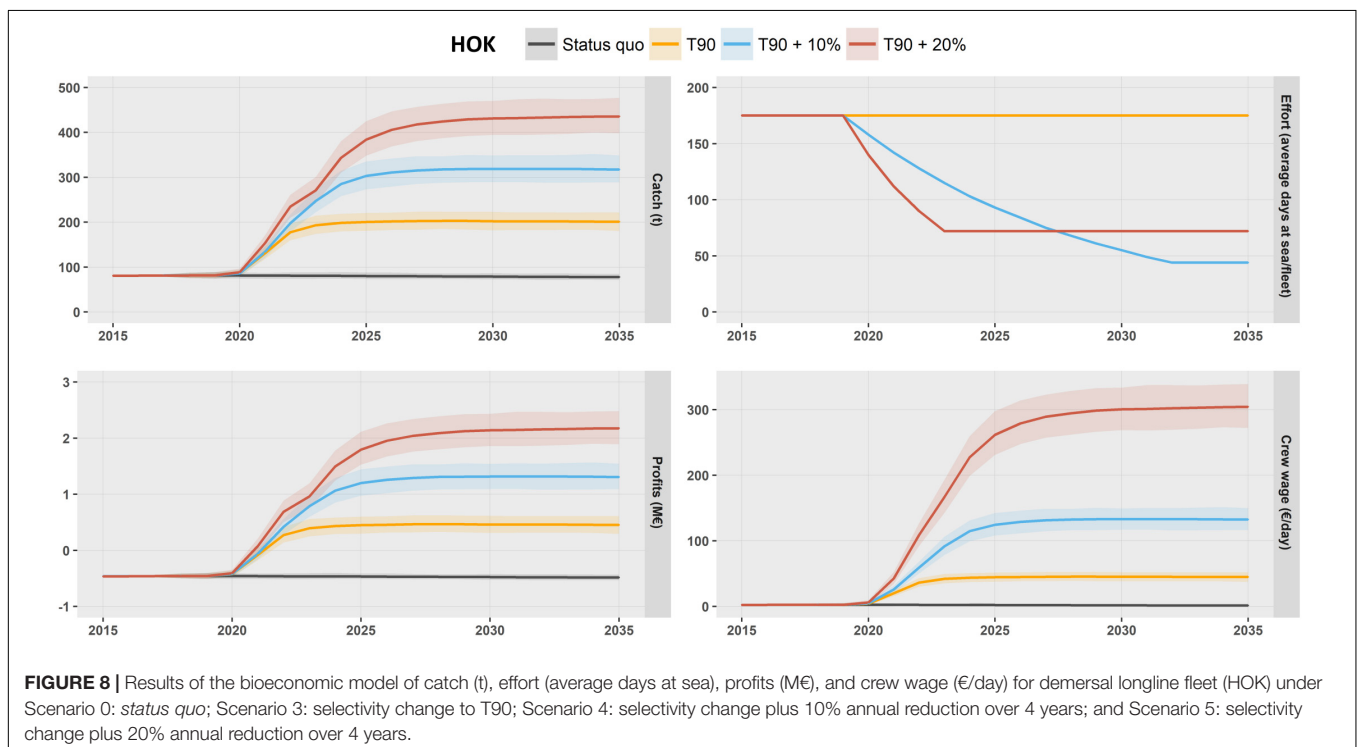 HOK Status quo T90 T90 + 10% T90 + 20%
500
400
300
200
100
0
2015 2020 2025 2030 2035
Catch (t)
200
150
100
50
0
2015 2020 2025 2030 2035
Effort (average days at sea/fleet)
3
2
1
0
-1
2015 2020 2025 2030 2035
Profits (M€)
300
200
100
0
2015 2020 2025 2030 2035
Crew wage (€/day)
FIGURE 8 | Results of the bioeconomic model of catch (t), effort (average days at sea), profits (M€), and crew wage (€/day) for demersal longline fleet (HOK) under
Scenario 0: status quo; Scenario 3: selectivity change to T90; Scenario 4: selectivity change plus 10% annual reduction over 4 years; and Scenario 5: selectivity
change plus 20% annual reduction over 4 years.